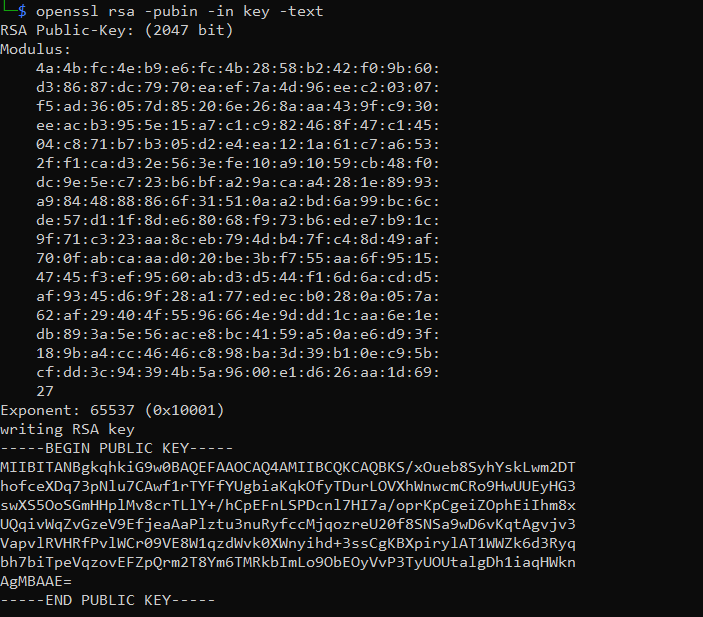 └─$ openssl rsa -pubin -in key -text
RSA Public-Key: (2047 bit)
Modulus:
4a:4b:fc:4e:b9:e6:fc:4b:28:58:b2:42:f0:9b:60:
d3:86:87:dc:79:70:ea:ef:7a:4d:96:ee:c2:03:07:
f5:ad:36:05:7d:85:20:6e:26:8a:aa:43:9f:c9:30:
ee:ac:b3:95:5e:15:a7:c1:c9:82:46:8f:47:c1:45:
04:c8:71:b7:b3:05:d2:e4:ea:12:1a:61:c7:a6:53:
2f:f1:ca:d3:2e:56:3e:fe:10:a9:10:59:cb:48:f0:
dc:9e:5e:c7:23:b6:bf:a2:9a:ca:a4:28:1e:89:93:
a9:84:48:88:86:6f:31:51:0a:a2:bd:6a:99:bc:6c:
de:57:d1:1f:8d:e6:80:68:f9:73:b6:ed:e7:b9:1c:
9f:71:c3:23:aa:8c:eb:79:4d:b4:7f:c4:8d:49:af:
70:0f:ab:ca:aa:d0:20:be:3b:f7:55:aa:6f:95:15:
47:45:f3:ef:95:60:ab:d3:d5:44:f1:6d:6a:cd:d5:
af:93:45:d6:9f:28:a1:77:ed:ec:b0:28:0a:05:7a:
62:af:29:40:4f:55:96:66:4e:9d:dd:1c:aa:6e:1e:
db:89:3a:5e:56:ac:e8:bc:41:59:a5:0a:e6:d9:3f:
18:9b:a4:cc:46:46:c8:98:ba:3d:39:b1:0e:c9:5b:
cf:dd:3c:94:39:4b:5a:96:00:e1:d6:26:aa:1d:69:
27
Exponent: 65537 (0x10001)
writing RSA key
-----BEGIN PUBLIC KEY-----
MIIBITANBgkqhkiG9w0BAQEFAAOCAQ4AMIIBCQKCAQBKS/xOueb8SyhYskLwm2DT
hofceXDq73pNlu7CAwf1rTYFfYUgbiaKqkOfyTDurLOVXhWnwcmCRo9HwUUEyHG3
swXS5OoSGmHHplMv8crTLlY+/hCpEFnLSPDcnl7HI7a/oprKpCgeiZOphEiIhm8x
UQqivWqZvGzeV9EfjeaAaPlztu3nuRyfccMjqozreU20f8SNSa9wD6vKqtAgvjv3
VapvlRVHRfPvlWCr09VE8W1qzdWvk0XWnyihd+3ssCgKBXpirylAT1WWZk6d3Ryq
bh7biTpeVqzovEFZpQrm2T8Ym6TMRkbImLo9ObEOyVvP3TyUOUtalgDh1iaqHWkn
AgMBAAE=
-----END PUBLIC KEY-----